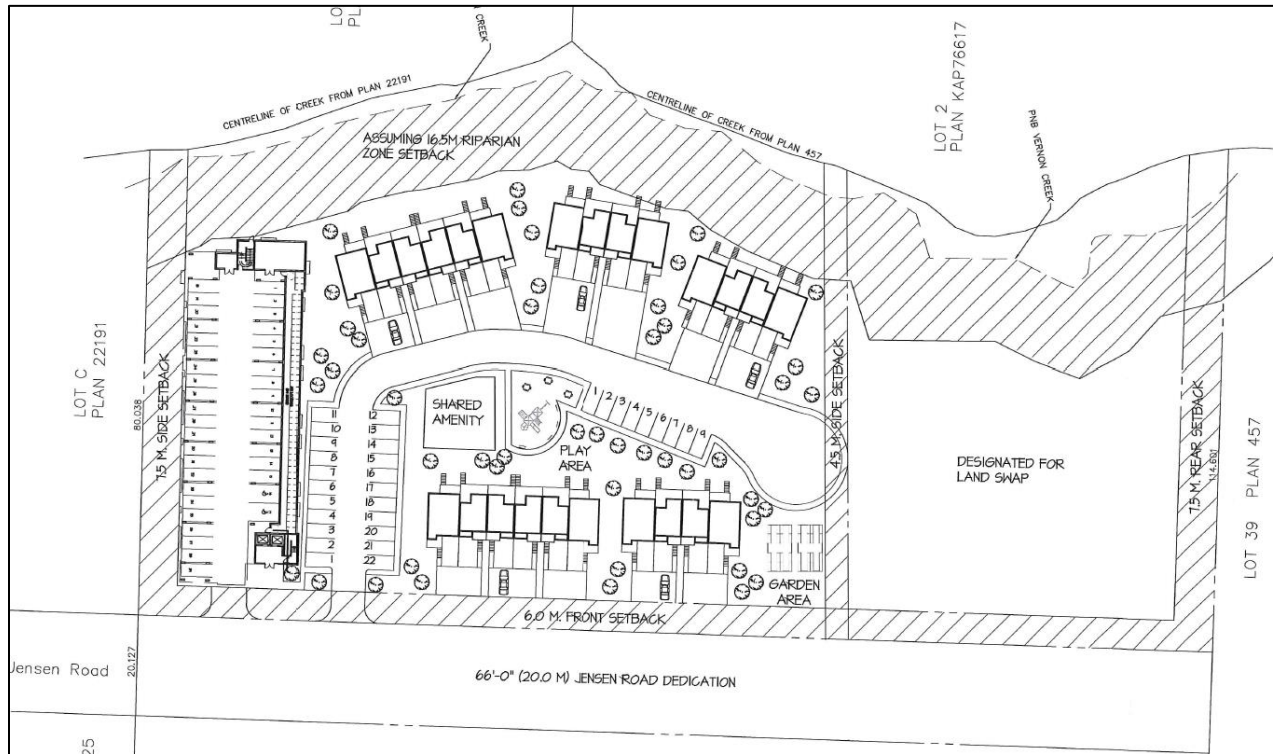 LO
PL
CREEK
CENTRELINE OF CREEK FROM PLAN 22191
CENTRELINE OF CREEK FROM PLAN 457
LOT 2
PLAN KAP76617
PNB VERNON CREEK
ASSUMING 16.5M RIPARIAN
ZONE SETBACK
LOT C
PLAN 22191
80.038
7.5 M. SIDE SETBACK
11
10
9
8
7
6
5
4
3
2
1
12
13
14
15
16
17
18
19
20
21
22
SHARED
AMENITY
PLAY
AREA
1 2 3 4 5 6 7 8 9
4.5 M. SIDE SETBACK
DESIGNATED FOR
LAND SWAP
7.5 M. REAR SETBACK
114.601
LOT 39 PLAN 457
GARDEN
AREA
6.0 M. FRONT SETBACK
Jensen Road
20.127
66'-0" (20.0 M) JENSEN ROAD DEDICATION
25